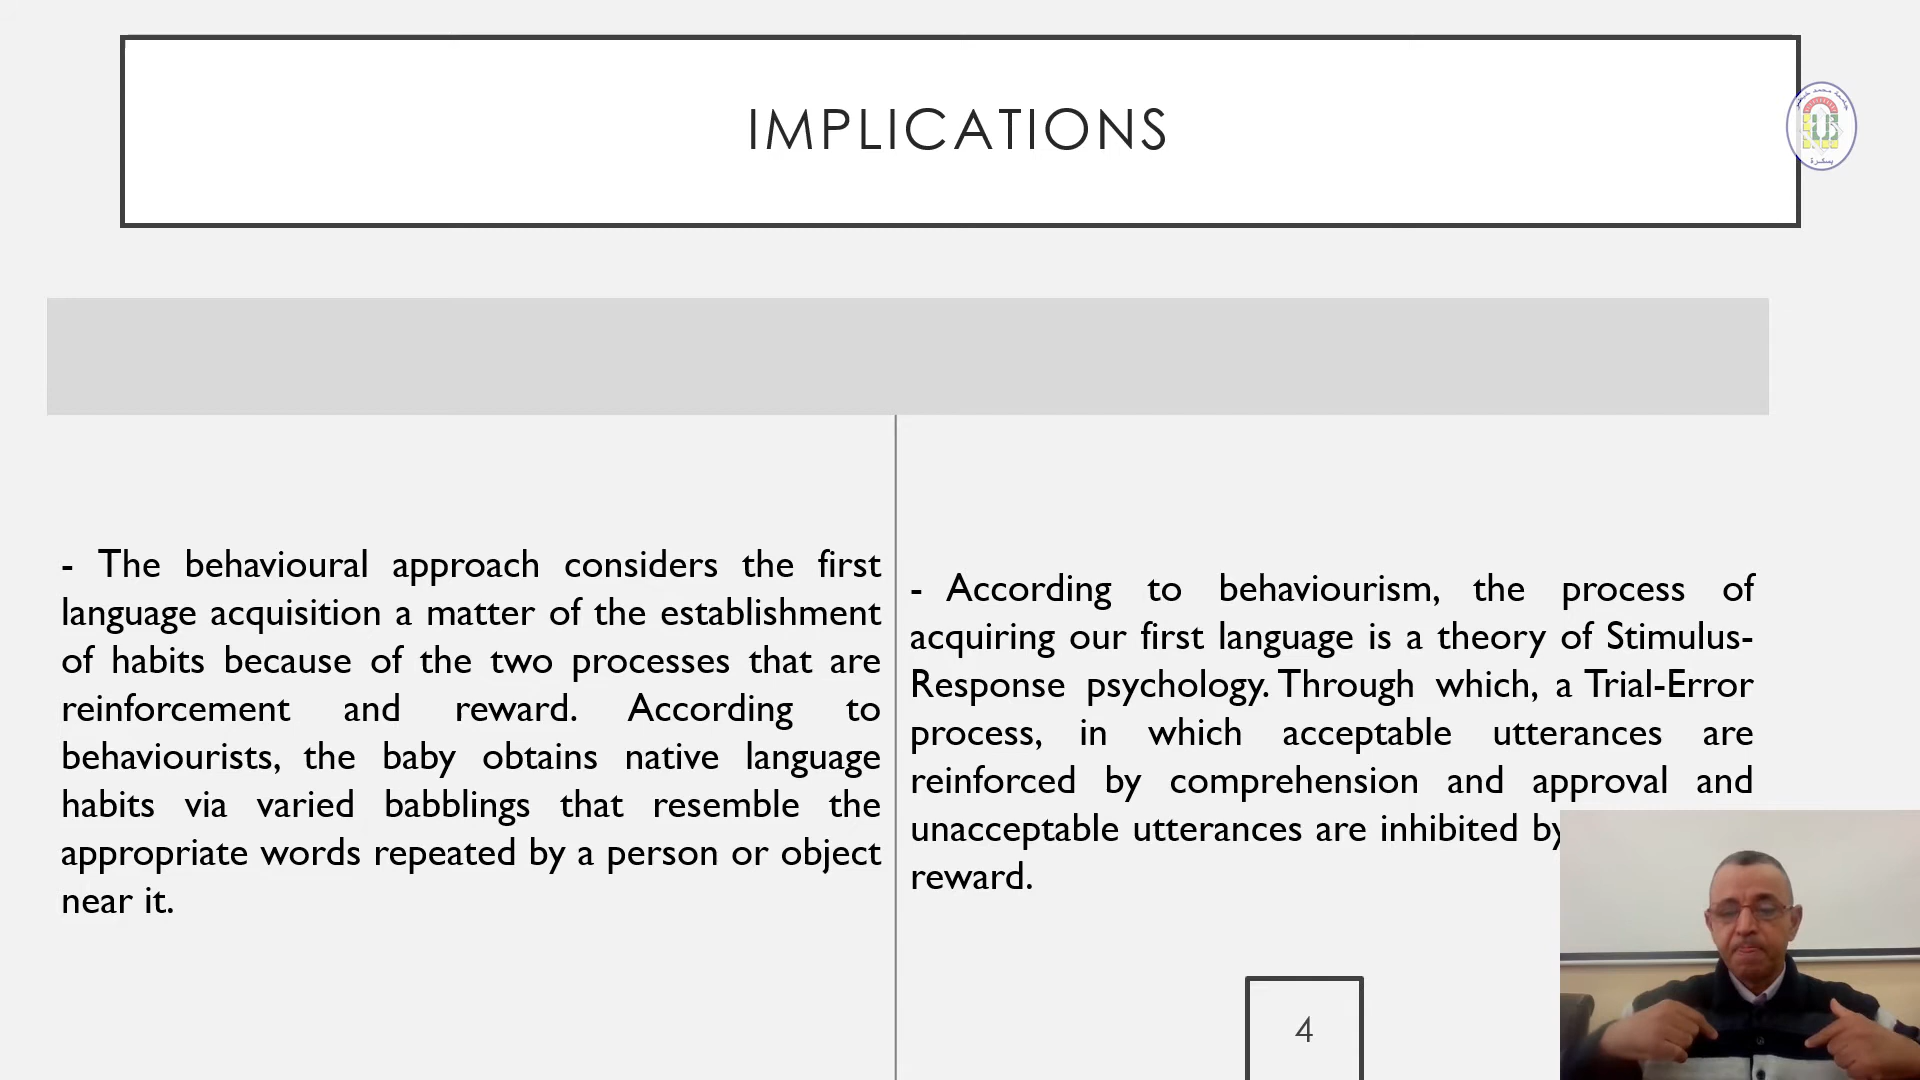 IMPLICATIONS
- The behavioural approach considers the first
language acquisition a matter of the establishment
of habits because of the two processes that are
reinforcement and reward. According to
behaviourists, the baby obtains native language
habits via varied babblings that resemble the
appropriate words repeated by a person or object
near it.
- According to behaviourism, the process of
acquiring our first language is a theory of Stimulus-
Response psychology. Through which, a Trial-Error
process, in which acceptable utterances are
reinforced by comprehension and approval and
unacceptable utterances are inhibited by
reward.
4
بسكرة